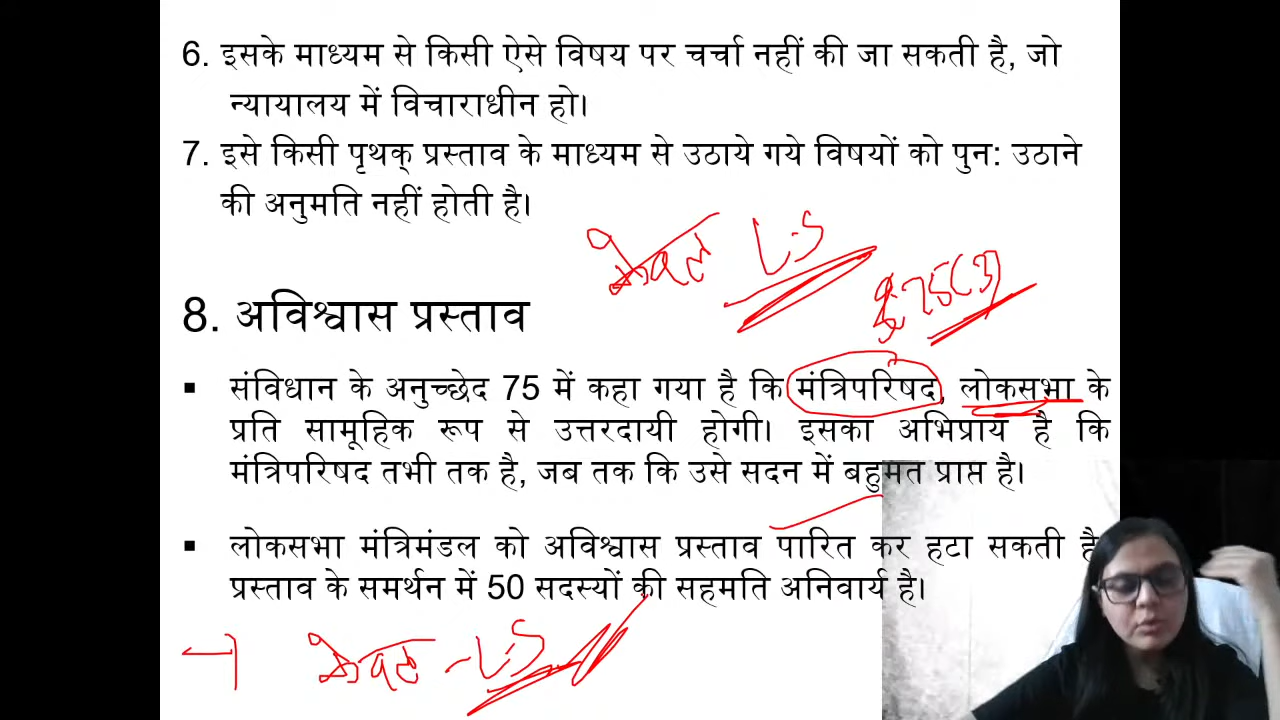 6. इसके माध्यम से किसी ऐसे विषय पर चर्चा नहीं की जा सकती है, जो
न्यायालय में विचाराधीन हो।
7. इसे किसी पृथक् प्रस्ताव के माध्यम से उठाये गये विषयों को पुन: उठाने
की अनुमति नहीं होती है।
केवल L.S
75(3)
8. अविश्वास प्रस्ताव
▪ संविधान के अनुच्छेद 75 में कहा गया है कि मंत्रिपरिषद, लोकसभा के
प्रति सामूहिक रूप से उत्तरदायी होगी। इसका अभिप्राय है कि
मंत्रिपरिषद तभी तक है, जब तक कि उसे सदन में बहुमत प्राप्त है।
▪ लोकसभा मंत्रिमंडल को अविश्वास प्रस्ताव पारित कर हटा सकती है
प्रस्ताव के समर्थन में 50 सदस्यों की सहमति अनिवार्य है।
केवल - L.S